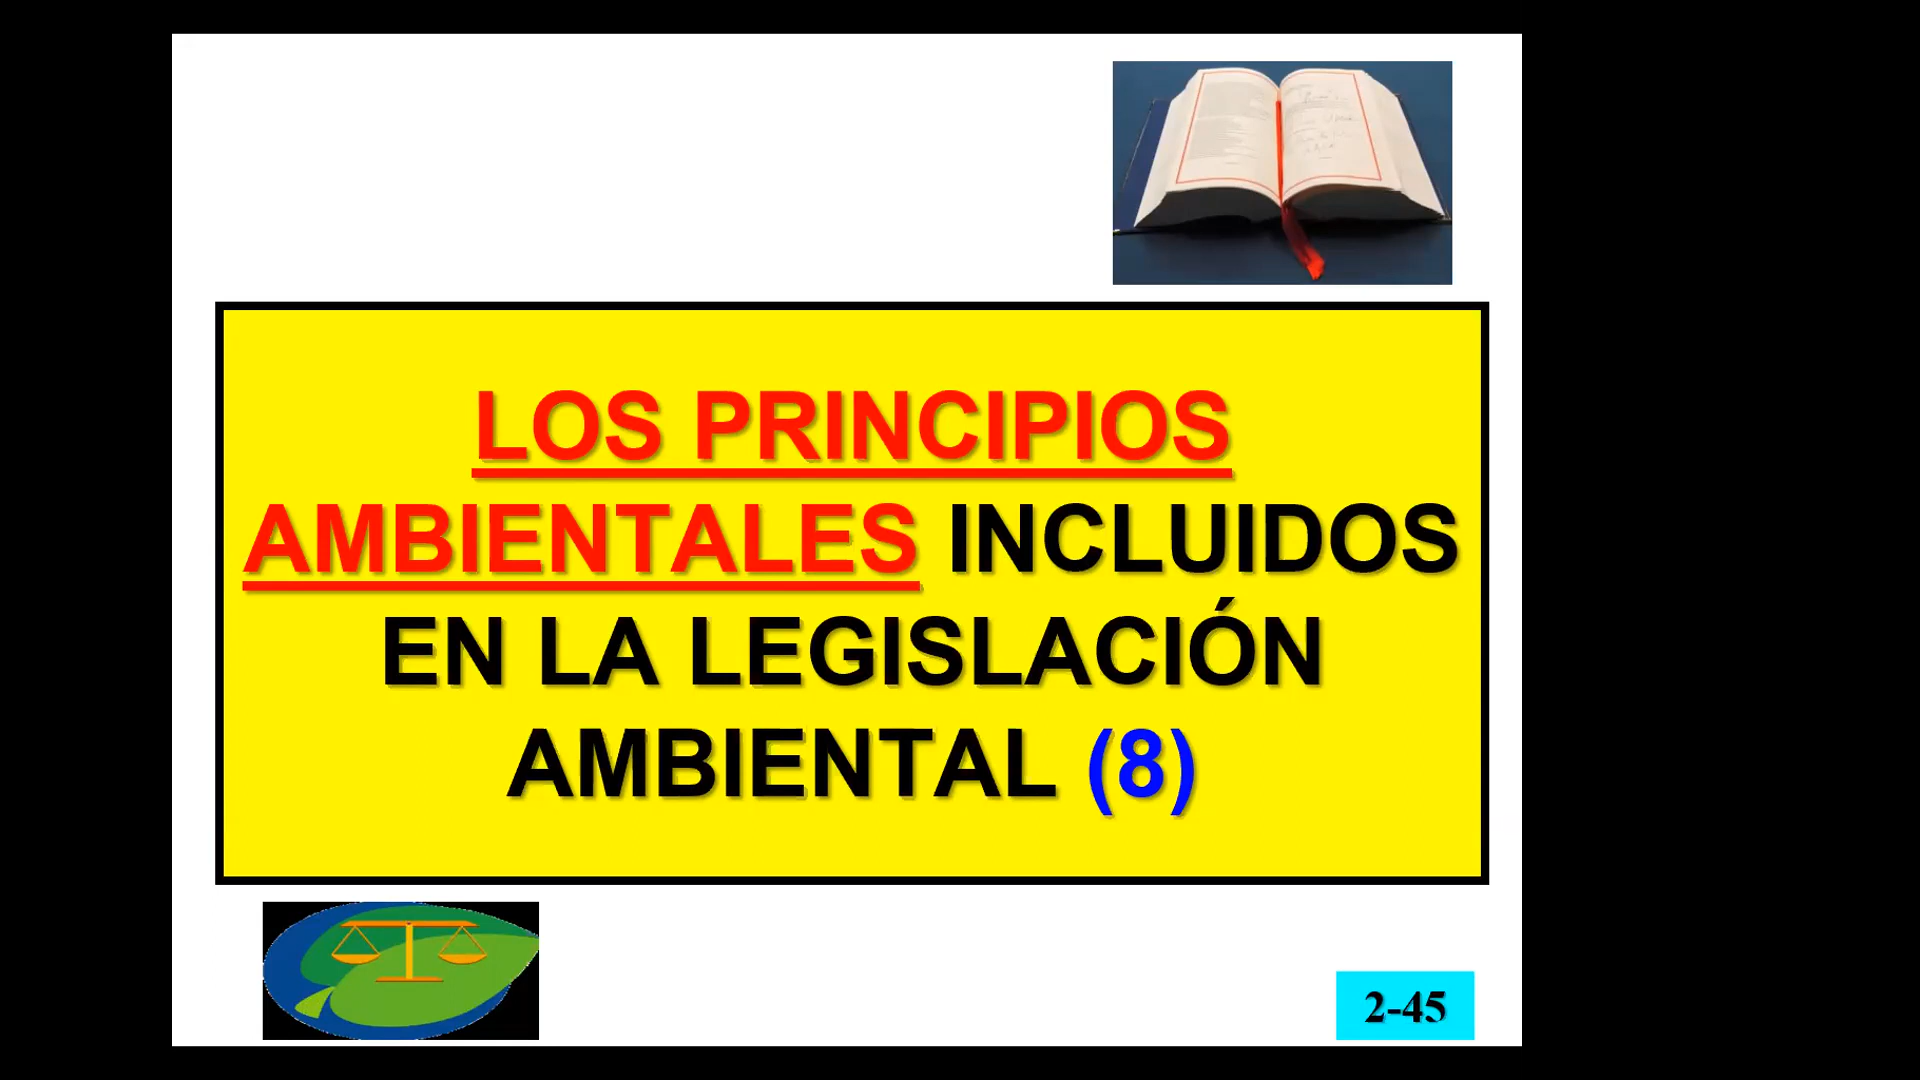 LOS PRINCIPIOS
AMBIENTALES INCLUIDOS
EN LA LEGISLACIÓN
AMBIENTAL (8)
2-45